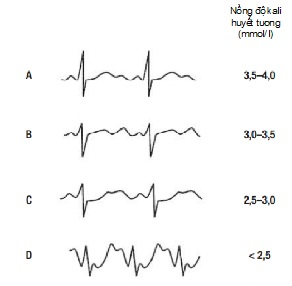 Nồng độ kali
huyết tương
(mmol/l)
A 3,5–4,0
B 3,0–3,5
C 2,5–3,0
D < 2,5